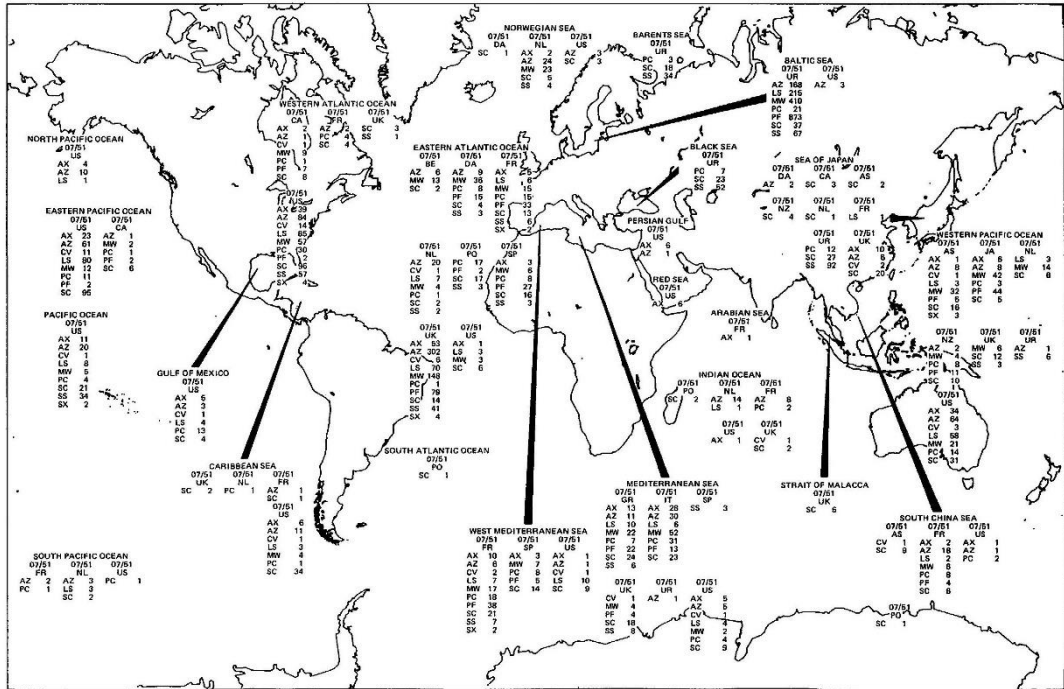 NORWEGIAN SEA
07/51 07/51 07/51
DA NL US
SC 1 AX 2 AZ 3
AZ 24 SC 3
MW 23
SC 5
SS 4
BARENTS SEA
07/51
UR
PC 3
SC 18
SS 34
BALTIC SEA
07/51 07/51
UR US
AZ 168 AZ 3
LS 215
MW 410
PC 21
PF 873
SC 37
SS 67
WESTERN ATLANTIC OCEAN
07/51 07/51 07/51
CA FR UK
AX 2 AZ 2 SC 3
AZ 1 PC 4 SS 1
CV 1 SC 4
MW 9
PC 1
PF 7
SC 8
07/51
US
AX 39
AZ 84
CV 14
LS 65
MW 57
PC 30
PF 2
SC 96
SS 57
SX 4
NORTH PACIFIC OCEAN
07/51
US
AX 4
AZ 10
LS 1
EASTERN ATLANTIC OCEAN
07/51 07/51 07/51
BE DA FR
AZ 6 AZ 9 AX 5
MW 13 MW 36 LS 6
SC 2 PC 8 MW 15
PF 15 PC 15
SC 4 PF 33
SS 3 SC 13
SS 6
SX 2
07/51 07/51 07/51
NL PO SP
AZ 20 PC 17 AX 3
CV 1 PF 2 MW 6
LS 7 SC 17 PC 8
MW 4 SS 3 PF 27
PC 1 SC 16
SC 2 SS 3
SS 2
07/51 07/51
UK US
AX 53 AX 1
AZ 302 LS 3
CV 6 MW 3
LS 70 SC 6
MW 148
PC 1
PF 79
SC 14
SS 41
SX 4
BLACK SEA
07/51
UR
PC 7
SC 23
SS 52
SEA OF JAPAN
07/51 07/51 07/51
DA CA AS
AZ 2 SC 3 SC 2
07/51 07/51 07/51
NZ NL FR
SC 4 SC 1 LS 1
07/51 07/51
UR UK
PC 12 AX 10
SC 27 AZ 6
SS 92 CV 2
SC 20
EASTERN PACIFIC OCEAN
07/51 07/51
US CA
AX 23 AZ 1
AZ 61 MW 2
CV 11 PC 1
LS 80 PF 2
MW 12 SC 6
PC 11
PF 2
SC 95
PERSIAN GULF
07/51
US
AX 6
AZ 1
RED SEA
07/51
US
AX 6
ARABIAN SEA
07/51
FR
AX 1
WESTERN PACIFIC OCEAN
07/51 07/51 07/51
AS JA NL
AX 1 AX 6 LS 3
AZ 8 AZ 8 MW 14
CV 1 MW 42 SC 8
LS 3 PC 3
MW 32 PF 44
PF 5 SC 5
SC 16
SX 3
07/51 07/51 07/51
NZ UK UR
AZ 2 MW 6 AZ 1
MW 1 SC 12 SS 6
PC 8 SS 3
PF 11
SC 10
07/51
US
AX 34
AZ 64
CV 3
LS 58
MW 21
PC 14
SC 31
PACIFIC OCEAN
07/51
US
AX 11
AZ 20
CV 1
LS 8
MW 5
PC 4
SC 21
SS 34
SX 2
GULF OF MEXICO
07/51
US
AX 5
AZ 3
CV 1
LS 4
PC 13
SC 4
INDIAN OCEAN
07/51 07/51 07/51
PO NL FR
SC 2 AZ 14 AZ 8
LS 1 PC 2
07/51 07/51
US UK
AX 1 CV 1
SC 2
SOUTH ATLANTIC OCEAN
07/51
PO
SC 1
CARIBBEAN SEA
07/51 07/51 07/51
UK NL FR
SC 2 PC 1 AZ 1
SC 1
07/51
US
AX 6
AZ 11
CV 1
LS 3
MW 4
PC 1
SC 34
STRAIT OF MALACCA
07/51
UK
SC 6
MEDITERRANEAN SEA
07/51 07/51 07/51
GR IT SP
AX 13 AX 28 SS 3
AZ 11 AZ 30
LS 10 LS 6
MW 22 MW 52
PC 7 PC 31
PF 22 PF 13
SC 24 SC 23
SS 6
07/51 07/51 07/51
UK UR US
CV 1 AZ 1 AX 5
MW 4 AZ 5
PF 4 CV 1
SC 18 LS 4
SS 8 MW 2
PC 4
SC 9
WEST MEDITERRANEAN SEA
07/51 07/51 07/51
FR SP US
AX 10 AX 3 AX 1
AZ 6 MW 7 AZ 1
CV 2 PC 8 CV 1
LS 7 PF 5 LS 10
MW 17 SC 14 SC 9
PC 18
PF 38
SC 21
SS 7
SX 2
SOUTH CHINA SEA
07/51 07/51 07/51
AS FR US
CV 1 AX 2 AX 1
SC 8 AZ 18 AZ 1
LS 2 PC 2
MW 6
PC 8
PF 4
SC 6
SOUTH PACIFIC OCEAN
07/51 07/51 07/51
FR NL US
AZ 2 AZ 3 PC 1
PC 1 LS 3
SC 2
07/51
PO
SC 1